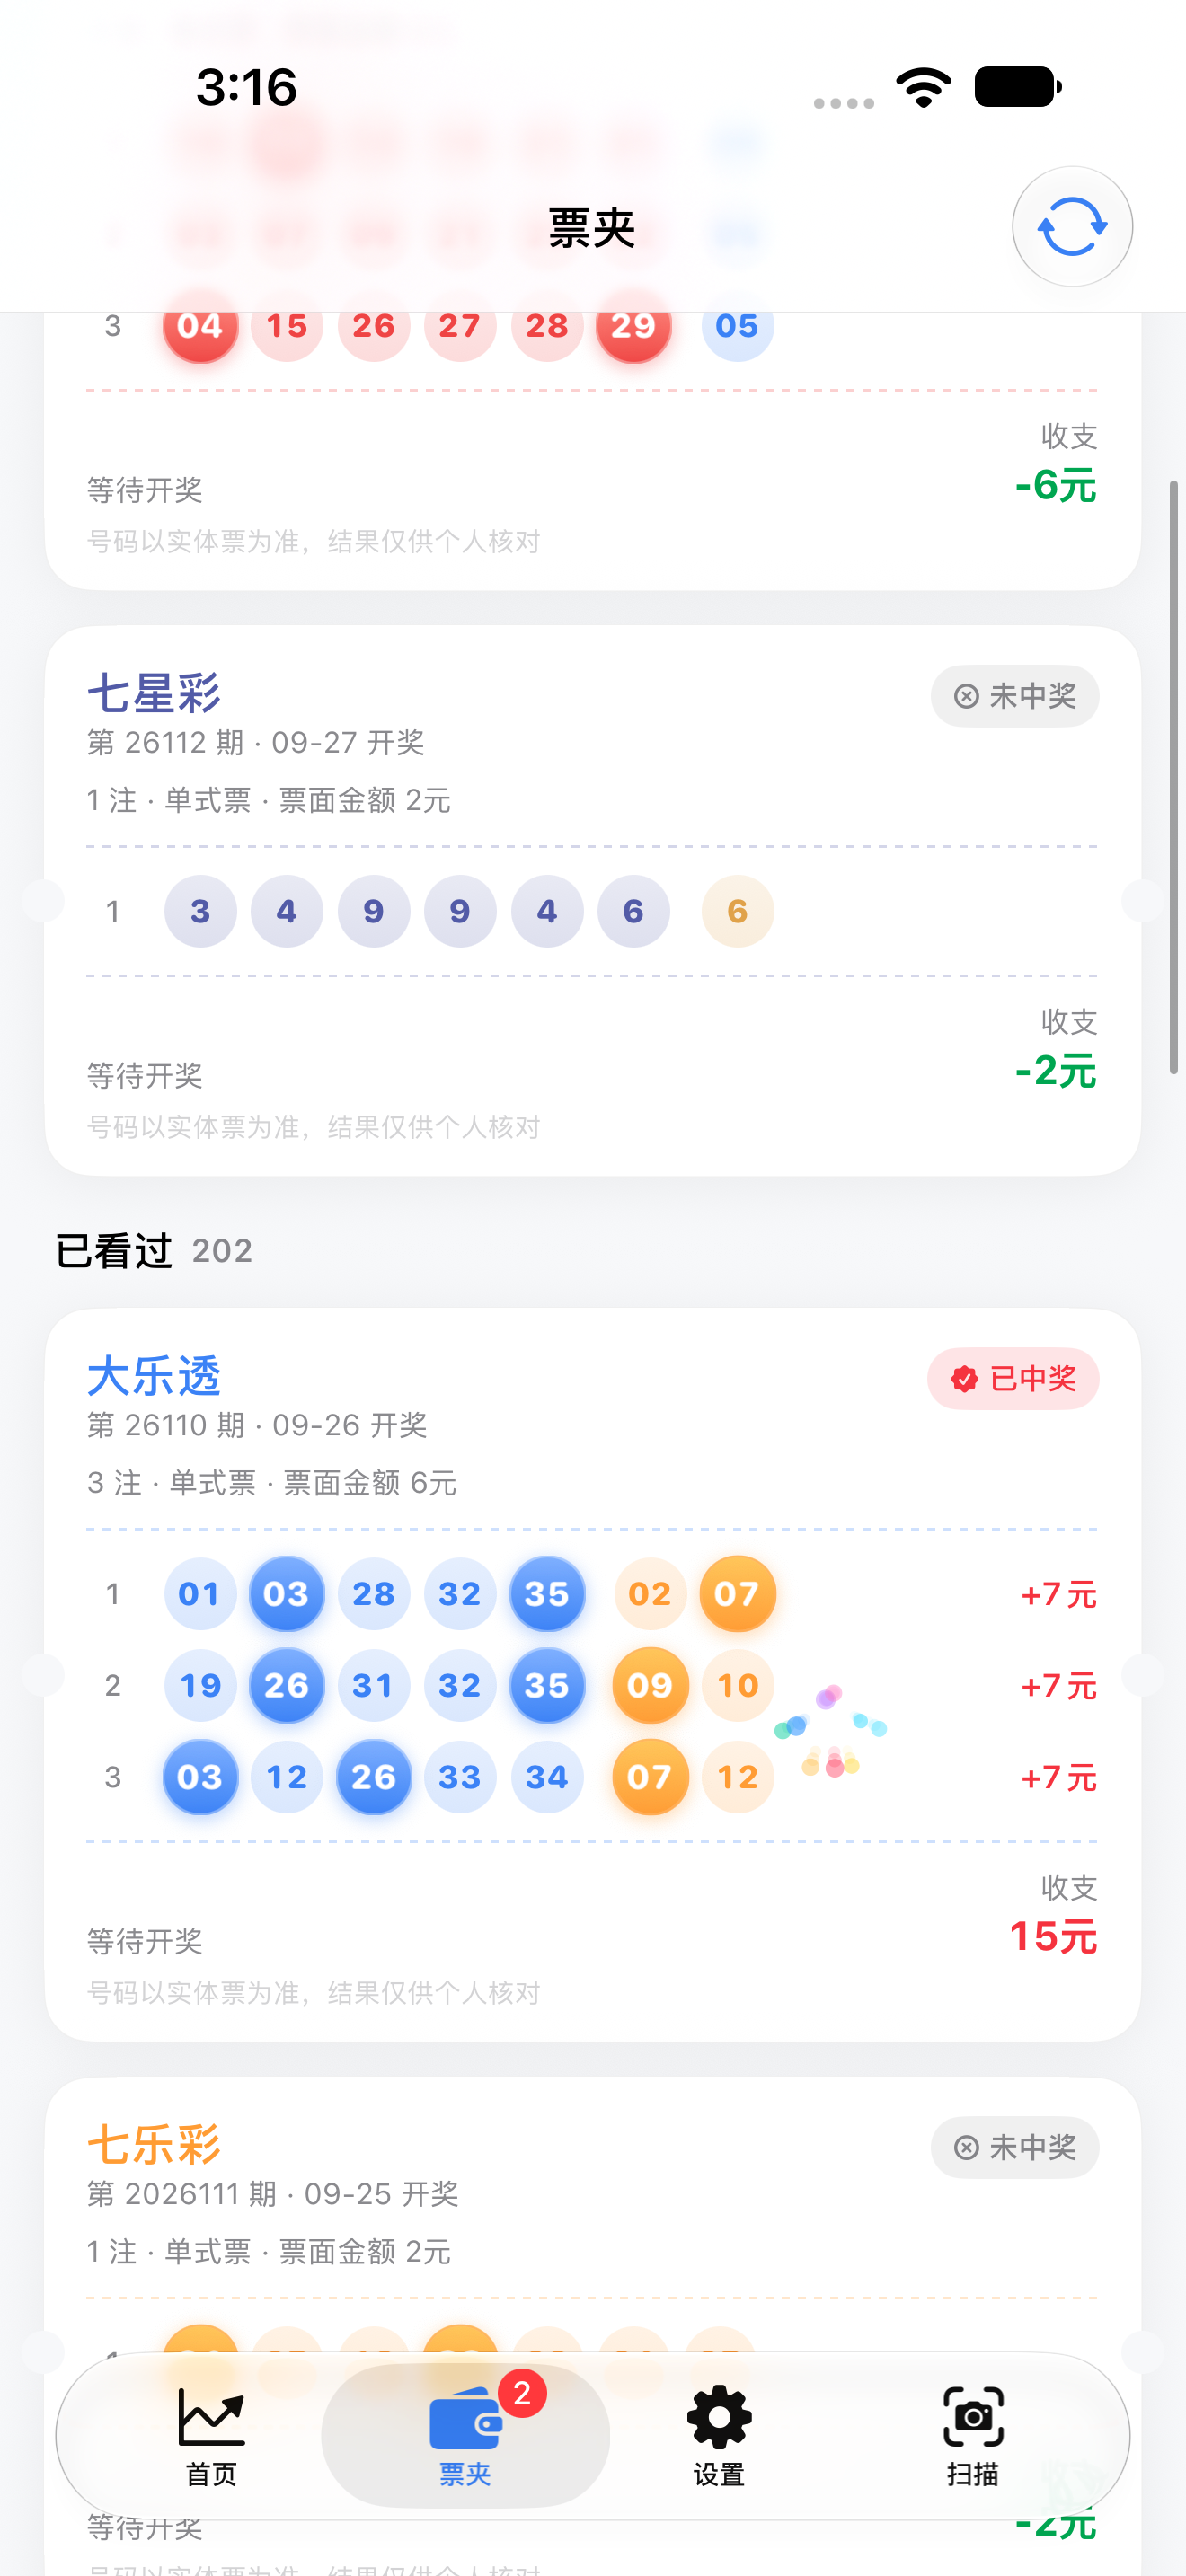 3:16
票夹
3 04 15 26 27 28 29 05
收支
等待开奖 -6元
号码以实体票为准，结果仅供个人核对
七星彩 未中奖
第 26112 期 · 09-27 开奖
1 注 · 单式票 · 票面金额 2元
1 3 4 9 9 4 6 6
收支
等待开奖 -2元
号码以实体票为准，结果仅供个人核对
已看过 202
大乐透 已中奖
第 26110 期 · 09-26 开奖
3 注 · 单式票 · 票面金额 6元
1 01 03 28 32 35 02 07 +7 元
2 19 26 31 32 35 09 10 +7 元
3 03 12 26 33 34 07 12 +7 元
收支
等待开奖 15元
号码以实体票为准，结果仅供个人核对
七乐彩 未中奖
第 2026111 期 · 09-25 开奖
1 注 · 单式票 · 票面金额 2元
2
首页 票夹 设置 扫描
等待开奖 -2元